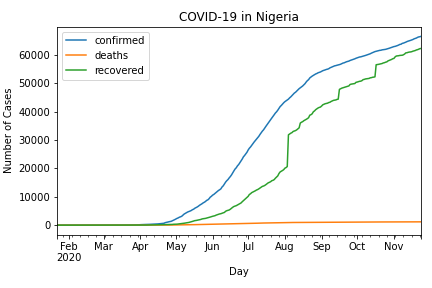 COVID-19 in Nigeria
confirmed
deaths
recovered
Number of Cases
60000
50000
40000
30000
20000
10000
0
Feb Mar Apr May Jun Jul Aug Sep Oct Nov
2020
Day